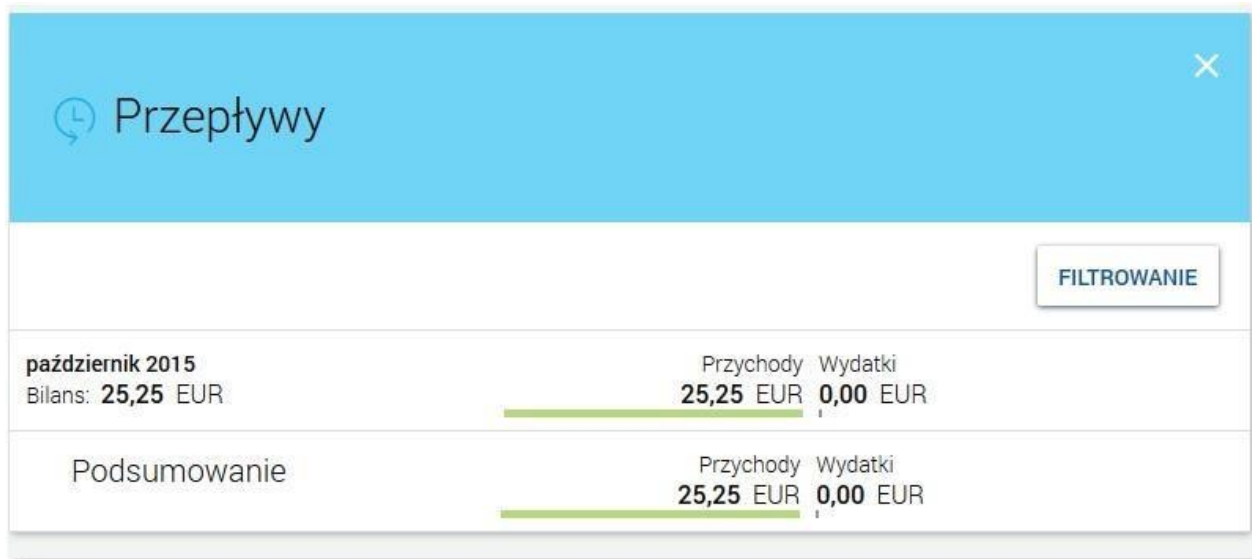 Przepływy
FILTROWANIE
październik 2015
Bilans: 25,25 EUR
Przychody Wydatki
25,25 EUR 0,00 EUR
Podsumowanie
Przychody Wydatki
25,25 EUR 0,00 EUR